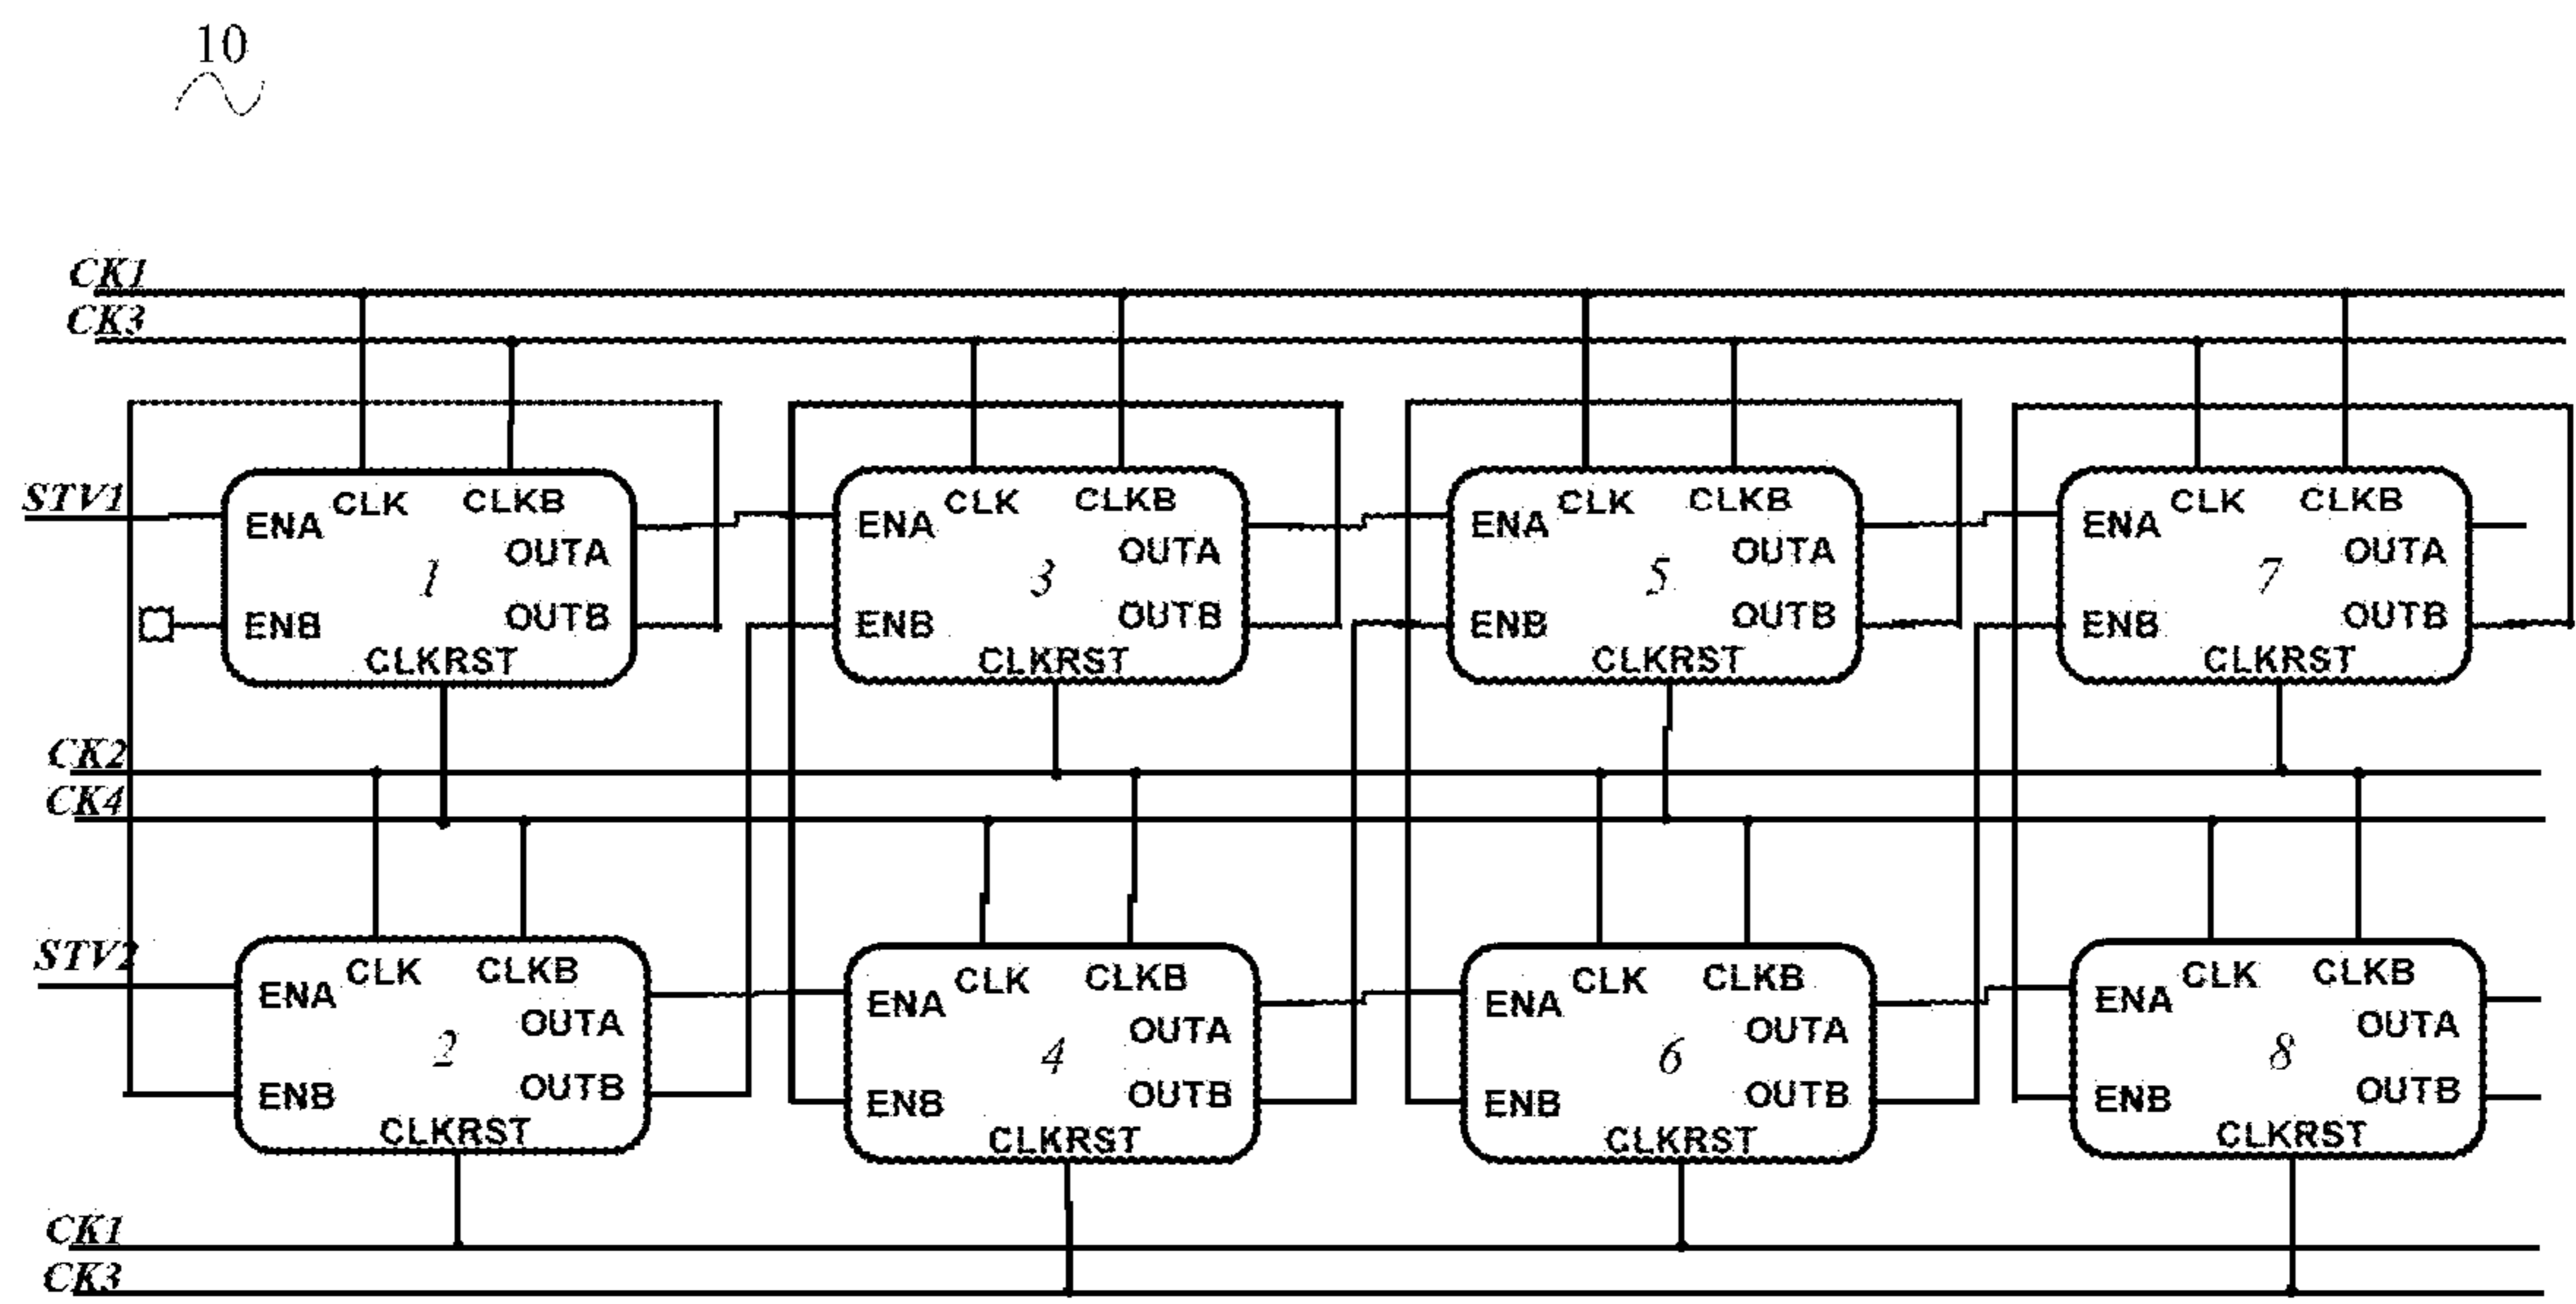 10
CK1
CK3
STV1
ENA CLK CLKB OUTA 1 ENB OUTB CLKRST
ENA CLK CLKB OUTA 3 ENB OUTB CLKRST
ENA CLK CLKB OUTA 5 ENB OUTB CLKRST
ENA CLK CLKB OUTA 7 ENB OUTB CLKRST
CK2
CK4
STV2
ENA CLK CLKB OUTA 2 ENB OUTB CLKRST
ENA CLK CLKB OUTA 4 ENB OUTB CLKRST
ENA CLK CLKB OUTA 6 ENB OUTB CLKRST
ENA CLK CLKB OUTA 8 ENB OUTB CLKRST
CK1
CK3